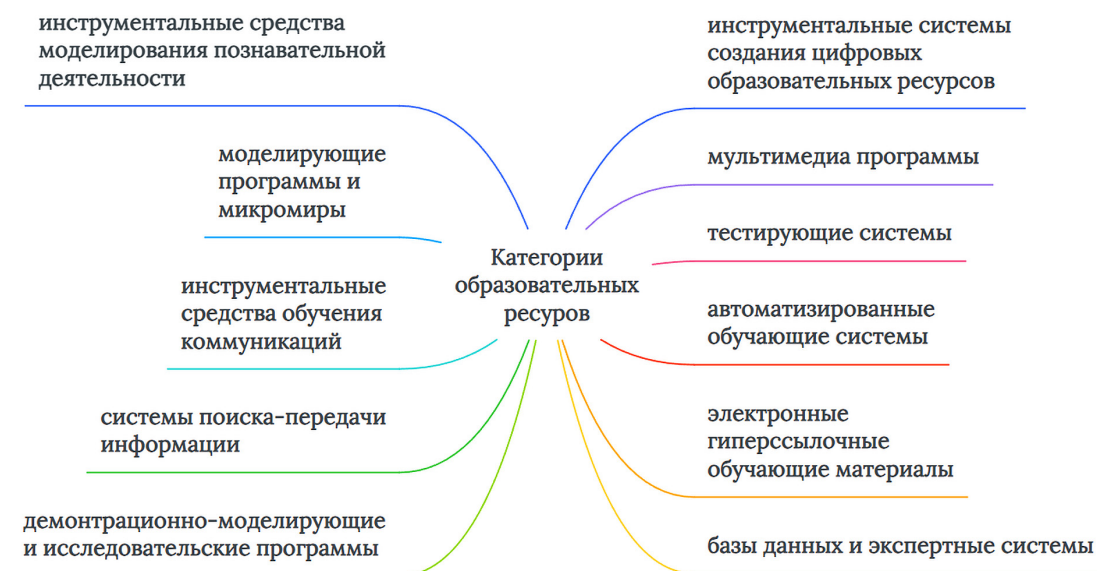 инструментальные средства
моделирования познавательной
деятельности
моделирующие
программы и
микромиры
инструментальные
средства обучения
коммуникаций
системы поиска-передачи
информации
демонтрационно-моделирующие
и исследовательские программы
Категории
образовательных
ресуров
инструментальные системы
создания цифровых
образовательных ресурсов
мультимедиа программы
тестирующие системы
автоматизированные
обучающие системы
электронные
гиперссылочные
обучающие материалы
базы данных и экспертные системы